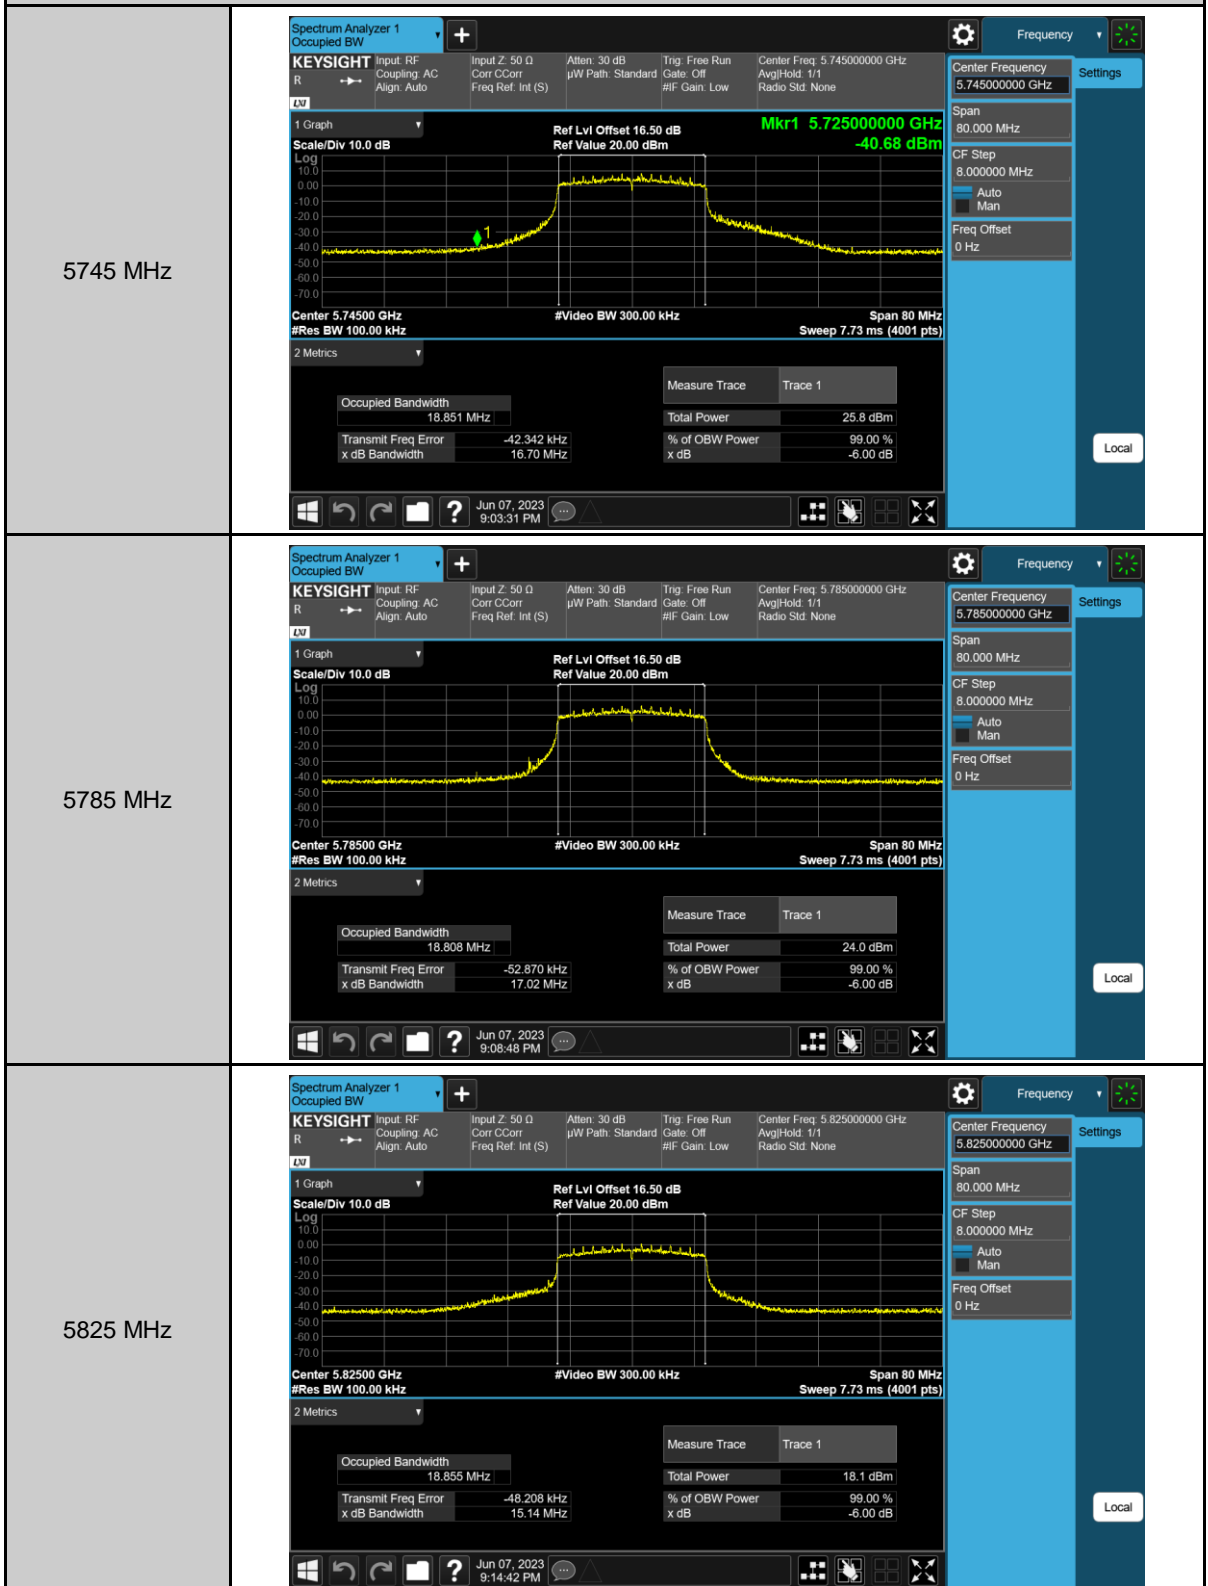 5745 MHz
Spectrum Analyzer 1
Occupied BW
+
Frequency
KEYSIGHT
R
LXI
Input: RF
Coupling: AC
Align: Auto
Input Z: 50 Ω
Corr CCorr
Freq Ref: Int (S)
Atten: 30 dB
µW Path: Standard
Trig: Free Run
Gate: Off
#IF Gain: Low
Center Freq: 5.745000000 GHz
Avg|Hold: 1/1
Radio Std: None
Center Frequency
5.745000000 GHz
Settings
Span
80.000 MHz
CF Step
8.000000 MHz
Auto
Man
Freq Offset
0 Hz
Local
1 Graph
Scale/Div 10.0 dB
Ref Lvl Offset 16.50 dB
Ref Value 20.00 dBm
Mkr1 5.725000000 GHz
-40.68 dBm
Log
10.0
0.00
-10.0
-20.0
-30.0
-40.0
-50.0
-60.0
-70.0
1
Center 5.74500 GHz
#Video BW 300.00 kHz
Span 80 MHz
#Res BW 100.00 kHz
Sweep 7.73 ms (4001 pts)
2 Metrics
Measure Trace Trace 1
Occupied Bandwidth
18.851 MHz
Total Power 25.8 dBm
Transmit Freq Error -42.342 kHz
% of OBW Power 99.00 %
x dB Bandwidth 16.70 MHz
x dB -6.00 dB
?
Jun 07, 2023
9:03:31 PM
5785 MHz
Spectrum Analyzer 1
Occupied BW
+
Frequency
KEYSIGHT
R
LXI
Input: RF
Coupling: AC
Align: Auto
Input Z: 50 Ω
Corr CCorr
Freq Ref: Int (S)
Atten: 30 dB
µW Path: Standard
Trig: Free Run
Gate: Off
#IF Gain: Low
Center Freq: 5.785000000 GHz
Avg|Hold: 1/1
Radio Std: None
Center Frequency
5.785000000 GHz
Settings
Span
80.000 MHz
CF Step
8.000000 MHz
Auto
Man
Freq Offset
0 Hz
Local
1 Graph
Scale/Div 10.0 dB
Ref Lvl Offset 16.50 dB
Ref Value 20.00 dBm
Log
10.0
0.00
-10.0
-20.0
-30.0
-40.0
-50.0
-60.0
-70.0
Center 5.78500 GHz
#Video BW 300.00 kHz
Span 80 MHz
#Res BW 100.00 kHz
Sweep 7.73 ms (4001 pts)
2 Metrics
Measure Trace Trace 1
Occupied Bandwidth
18.808 MHz
Total Power 24.0 dBm
Transmit Freq Error -52.870 kHz
% of OBW Power 99.00 %
x dB Bandwidth 17.02 MHz
x dB -6.00 dB
?
Jun 07, 2023
9:08:48 PM
5825 MHz
Spectrum Analyzer 1
Occupied BW
+
Frequency
KEYSIGHT
R
LXI
Input: RF
Coupling: AC
Align: Auto
Input Z: 50 Ω
Corr CCorr
Freq Ref: Int (S)
Atten: 30 dB
µW Path: Standard
Trig: Free Run
Gate: Off
#IF Gain: Low
Center Freq: 5.825000000 GHz
Avg|Hold: 1/1
Radio Std: None
Center Frequency
5.825000000 GHz
Settings
Span
80.000 MHz
CF Step
8.000000 MHz
Auto
Man
Freq Offset
0 Hz
Local
1 Graph
Scale/Div 10.0 dB
Ref Lvl Offset 16.50 dB
Ref Value 20.00 dBm
Log
10.0
0.00
-10.0
-20.0
-30.0
-40.0
-50.0
-60.0
-70.0
Center 5.82500 GHz
#Video BW 300.00 kHz
Span 80 MHz
#Res BW 100.00 kHz
Sweep 7.73 ms (4001 pts)
2 Metrics
Measure Trace Trace 1
Occupied Bandwidth
18.855 MHz
Total Power 18.1 dBm
Transmit Freq Error -48.208 kHz
% of OBW Power 99.00 %
x dB Bandwidth 15.14 MHz
x dB -6.00 dB
?
Jun 07, 2023
9:14:42 PM